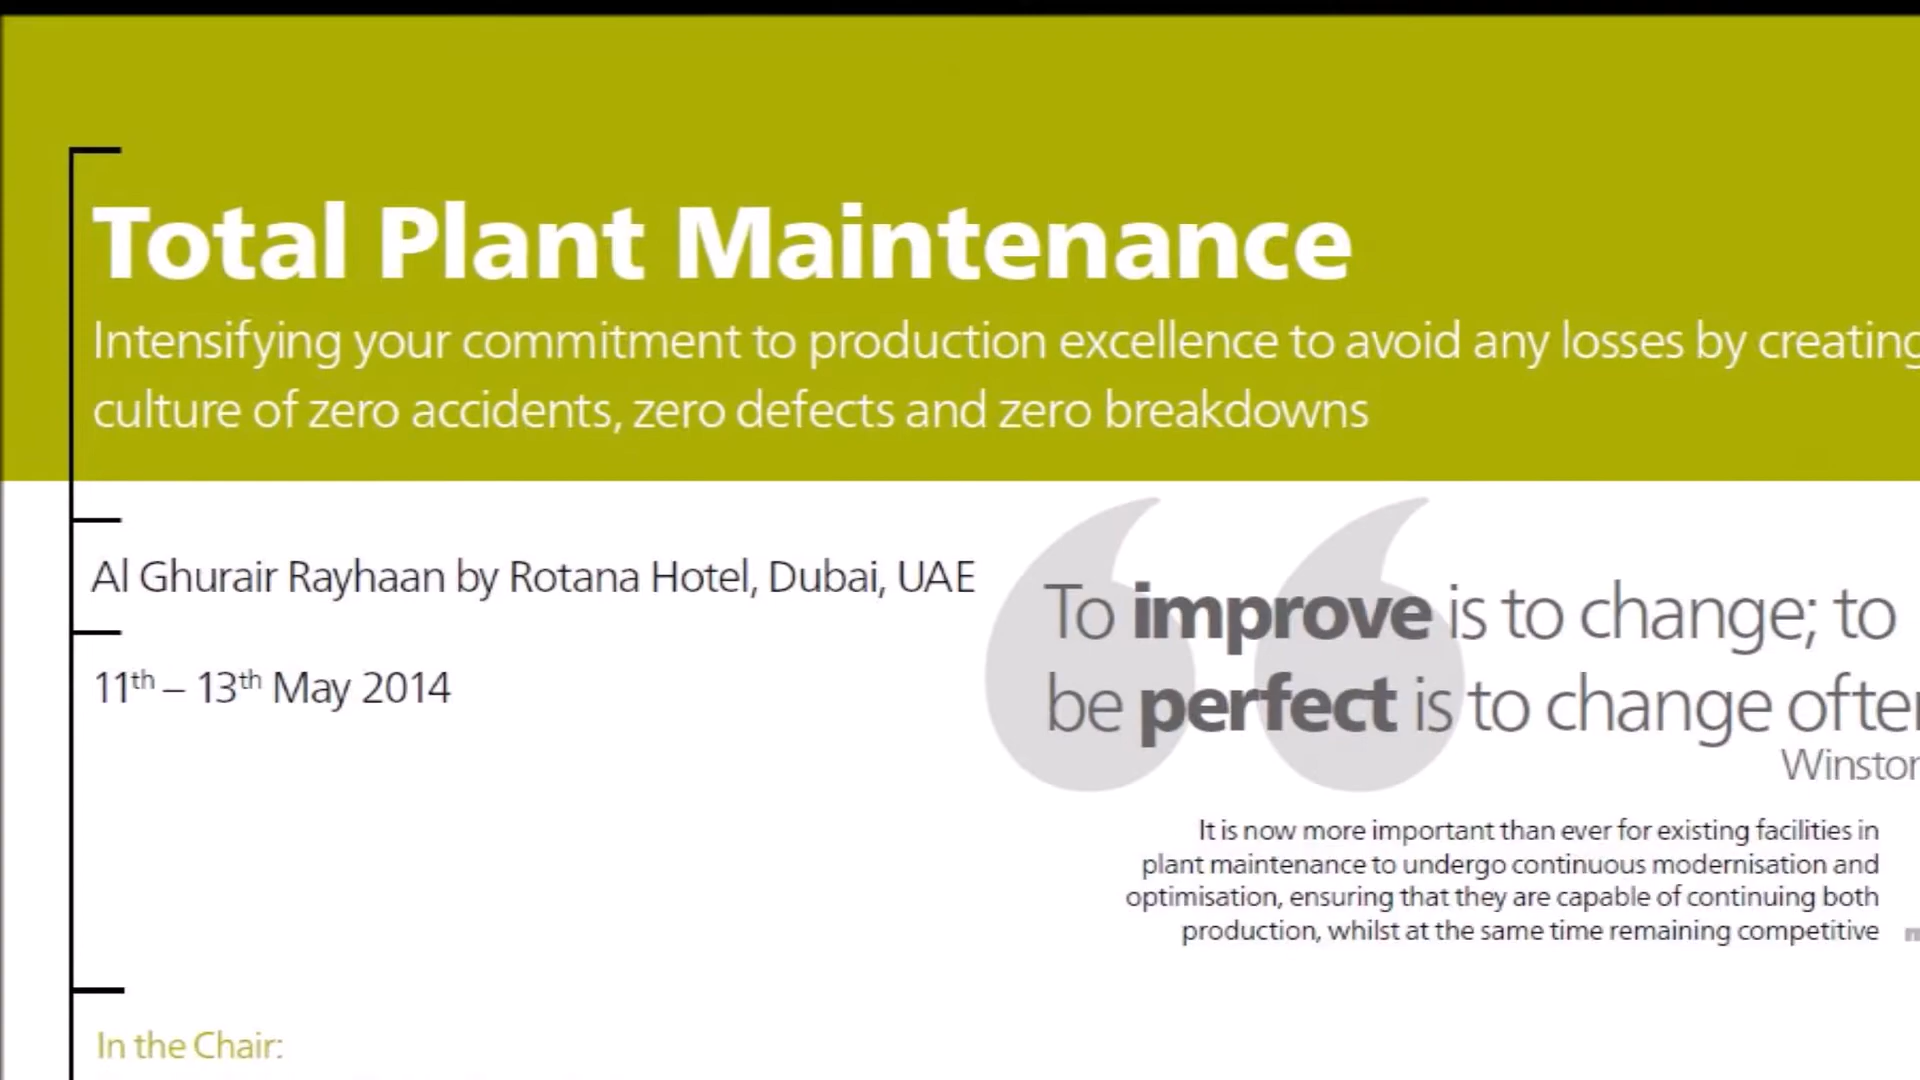 Total Plant Maintenance
Intensifying your commitment to production excellence to avoid any losses by creating
culture of zero accidents, zero defects and zero breakdowns
Al Ghurair Rayhaan by Rotana Hotel, Dubai, UAE
11th – 13th May 2014
To improve is to change; to
be perfect is to change often
Winston
It is now more important than ever for existing facilities in
plant maintenance to undergo continuous modernisation and
optimisation, ensuring that they are capable of continuing both
production, whilst at the same time remaining competitive
In the Chair: